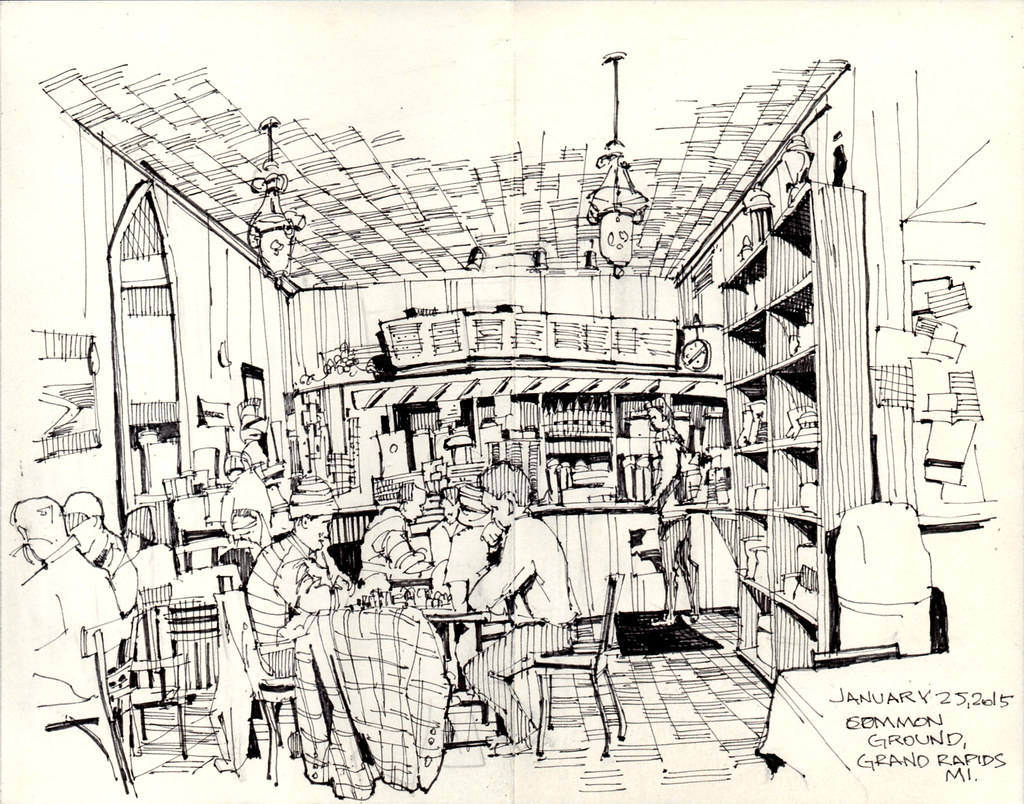 JANUARY 25, 2015
COMMON
GROUND,
GRAND RAPIDS
MI.